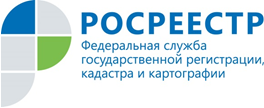 РОСРЕЕСТР
Федеральная служба
государственной регистрации,
кадастра и картографии